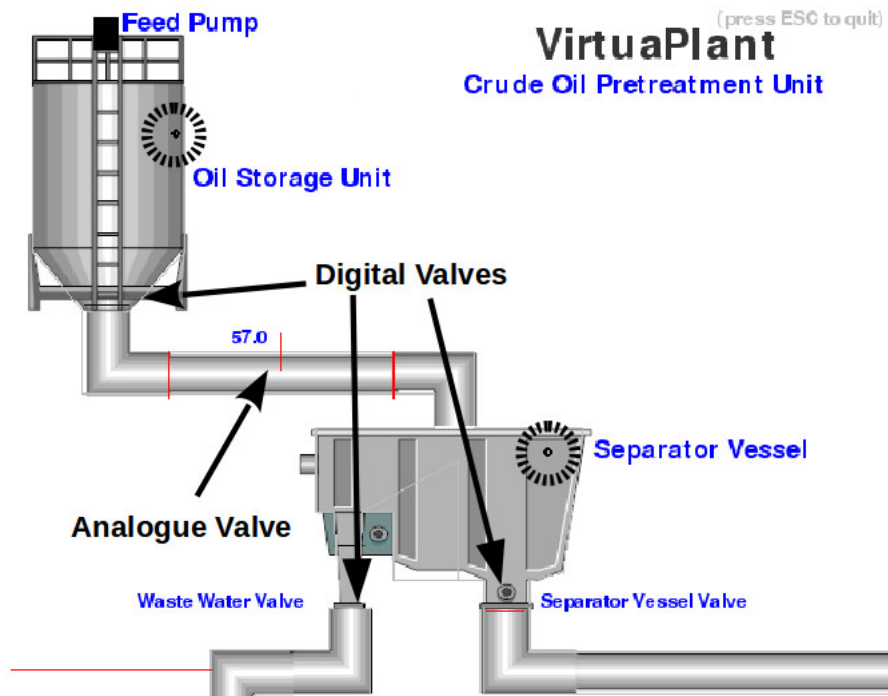 (press ESC to quit)
Feed Pump
VirtuaPlant
Crude Oil Pretreatment Unit
Oil Storage Unit
Digital Valves
57.0
Separator Vessel
Analogue Valve
Waste Water Valve
Separator Vessel Valve